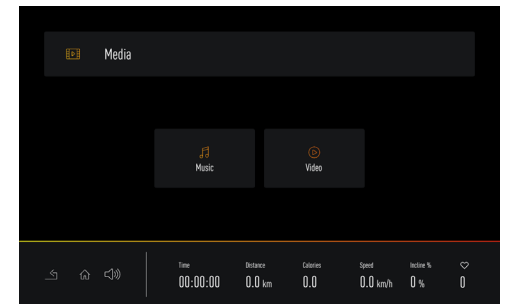 Media
Music
Video
Time
Distance
Calories
Speed
Incline %
00:00:00
0.0 km
0.0
0.0 km/h
0 %
0